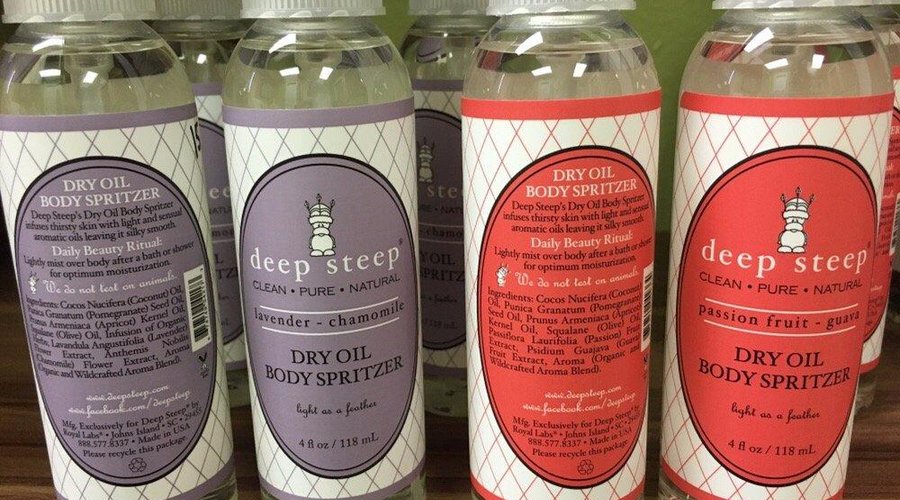 DRY OIL
BODY SPRITZER
Deep Steep's Dry Oil Body Spritzer
infuses thirsty skin with light and sensual
aromatic oils leaving it silky smooth.
Daily Beauty Ritual:
Lightly mist over body after a bath or shower
for optimum moisturization.
We do not test on animals.
Ingredients: Cocos Nucifera (Coconut) Oil,
Punica Granatum (Pomegranate) Seed Oil,
Prunus Armeniaca (Apricot) Kernel Oil,
Squalane (Olive) Oil, Infusion of Organic
Herbs, Lavandula Angustifolia (Lavender)
Flower Extract, Anthemis Nobilis
(Chamomile) Flower Extract, Aroma
(Organic and Wildcrafted Aroma Blend).
www.deepsteep.com
www.facebook.com/deepsteep
Mfg. Exclusively for Deep Steep® by
Royal Labs® • Johns Island • SC • 29455
888.577.8337 • Made in USA
Please recycle this package.
deep steep®
CLEAN • PURE • NATURAL
lavender - chamomile
DRY OIL
BODY SPRITZER
light as a feather
4 fl oz / 118 mL
DRY OIL
BODY SPRITZER
Deep Steep's Dry Oil Body Spritzer
infuses thirsty skin with light and sensual
aromatic oils leaving it silky smooth.
Daily Beauty Ritual:
Lightly mist over body after a bath or shower
for optimum moisturization.
We do not test on animals.
Ingredients: Cocos Nucifera (Coconut)
Oil, Punica Granatum (Pomegranate) Seed
Oil, Prunus Armeniaca (Apricot)
Kernel Oil, Squalane (Olive) Oil,
Passiflora Laurifolia (Passion) Fruit
Extract, Psidium Guajava (Guava)
Fruit Extract, Aroma (Organic and
Wildcrafted Aroma Blend).
www.deepsteep.com
www.facebook.com/deepsteep
Mfg. Exclusively for Deep Steep® by
Royal Labs® • Johns Island • SC • 29455
888.577.8337 • Made in USA
Please recycle this package.
deep steep®
CLEAN • PURE • NATURAL
passion fruit - guava
DRY OIL
BODY SPRITZER
light as a feather
4 fl oz / 118 mL